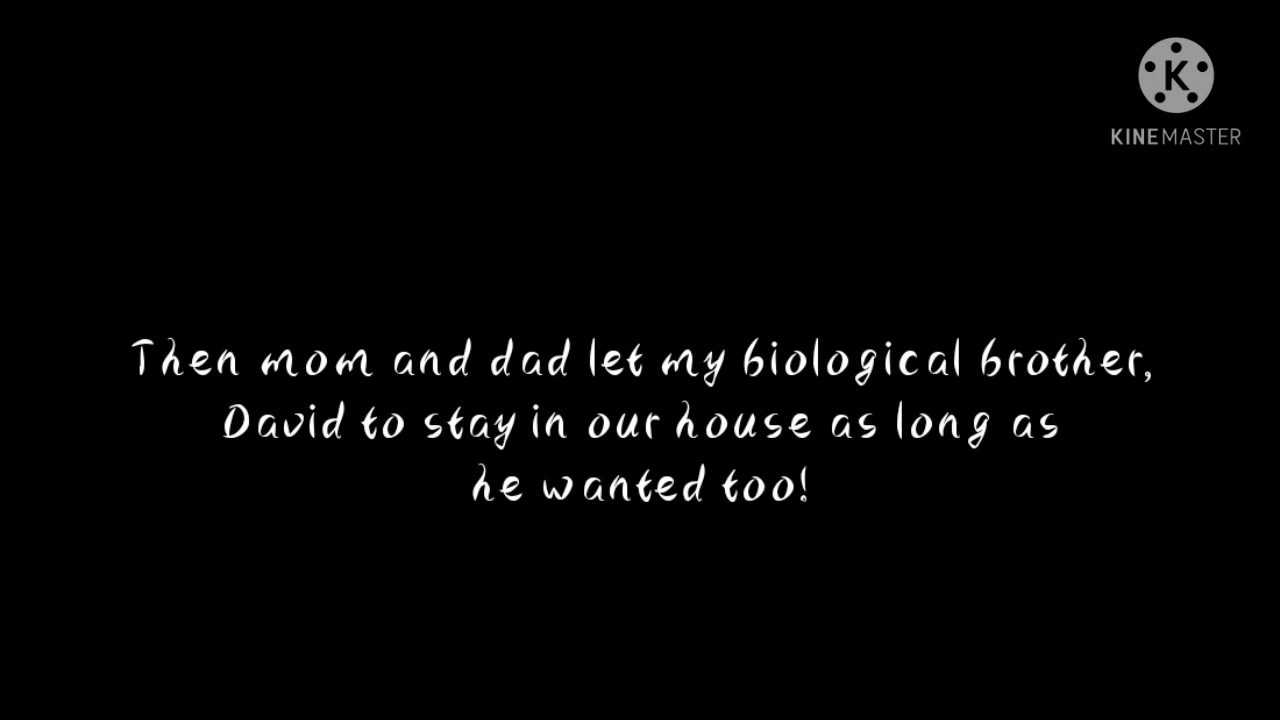 K
KINEMASTER
Then mom and dad let my biological brother,
David to stay in our house as long as
he wanted too!